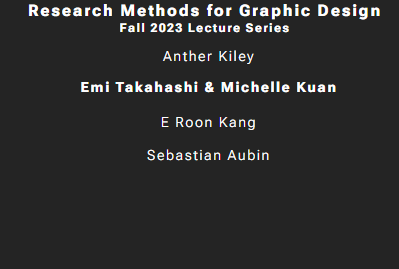 Research Methods for Graphic Design
Fall 2023 Lecture Series
Anther Kiley
Emi Takahashi & Michelle Kuan
E Roon Kang
Sebastian Aubin